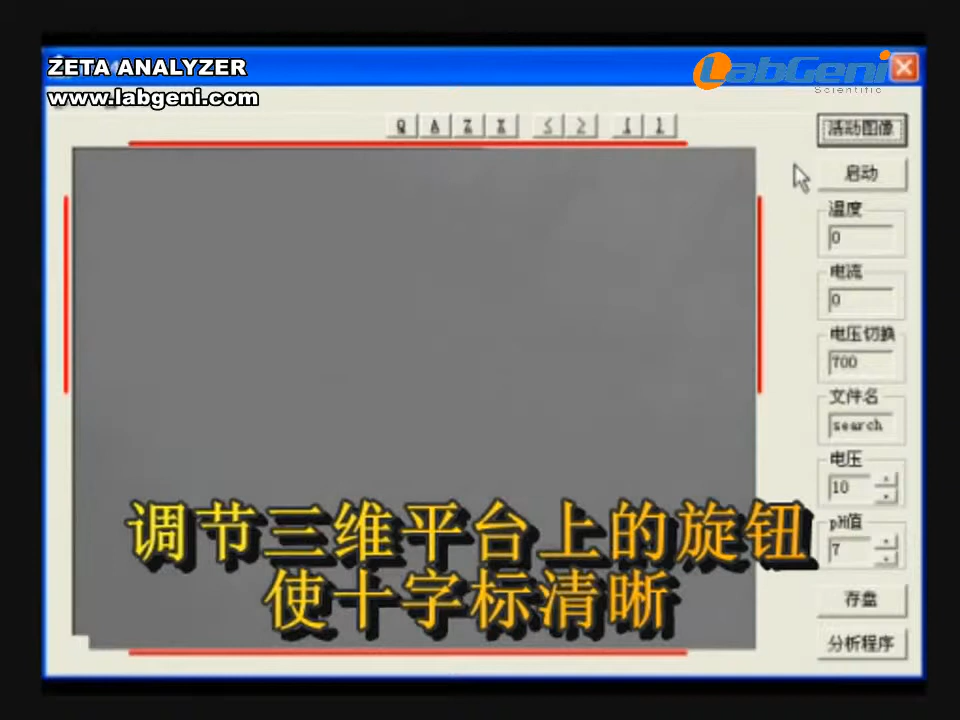 ZETA ANALYZER
www.labgeni.com
LabGeni
Scientific
Q A Z X < > [ ]
活动图像
启动
温度
0
电流
0
电压切换
700
文件名
search
电压
10
pH值
7
存盘
分析程序
调节三维平台上的旋钮
使十字标清晰